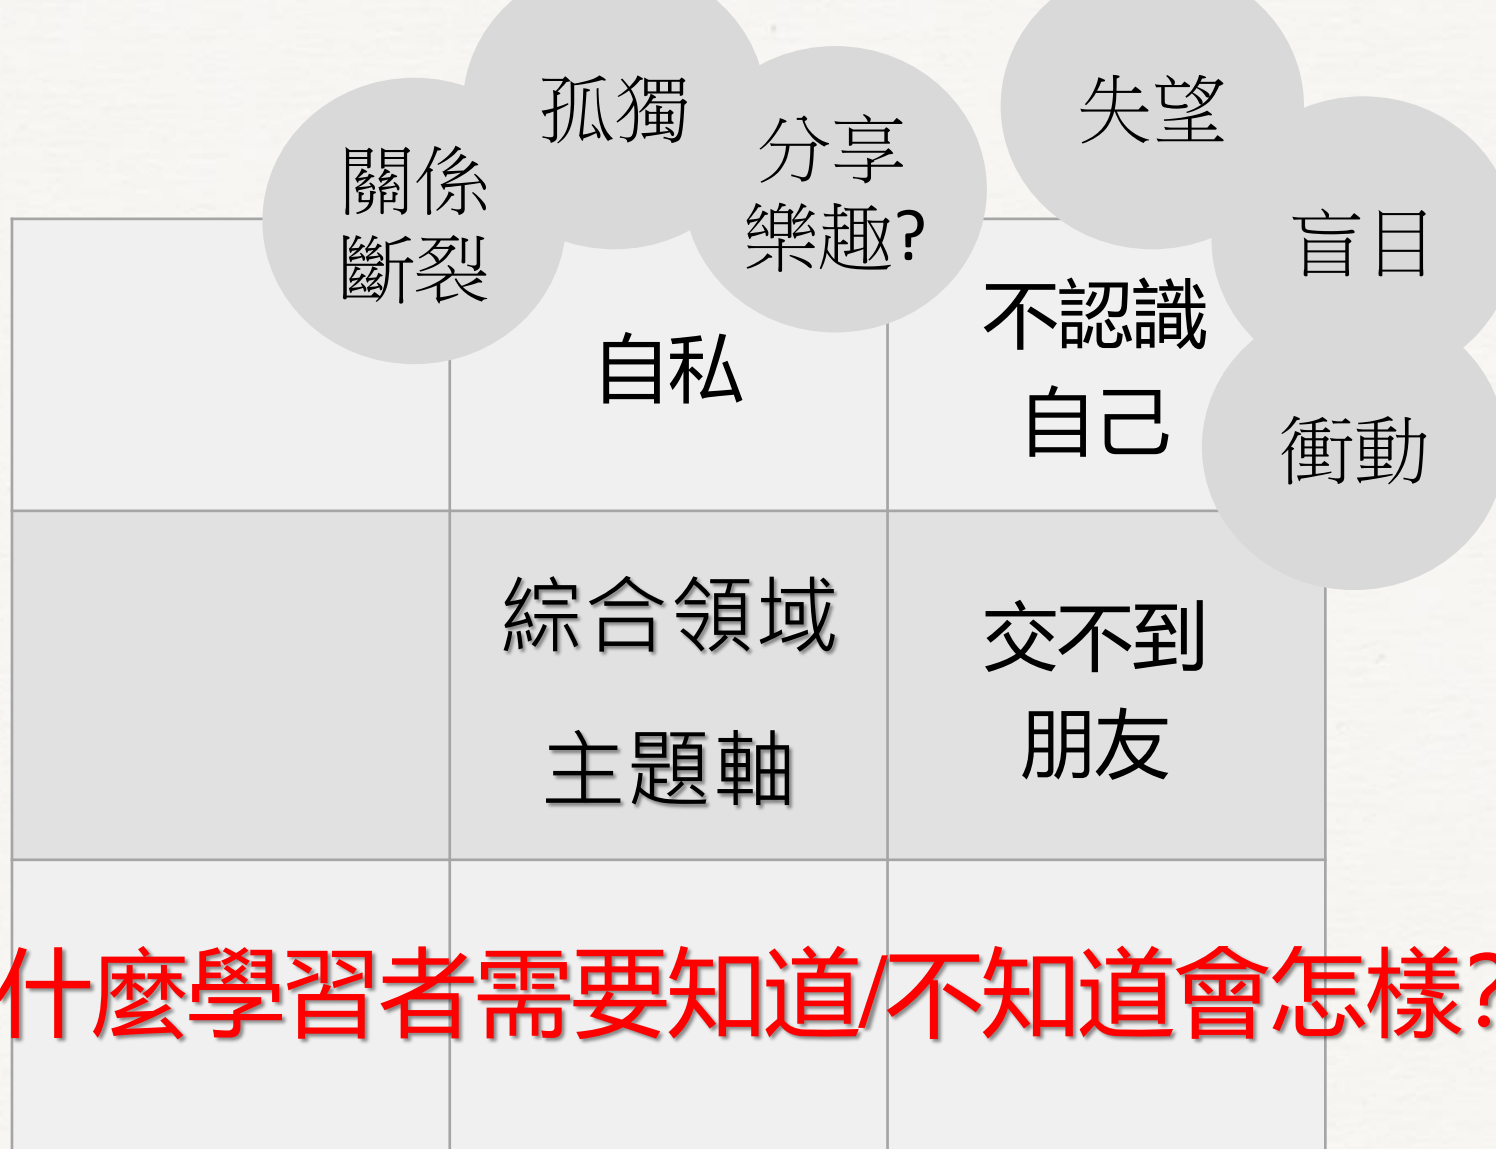 孤獨
失望
分享
樂趣?
關係
斷裂
盲目
不認識
自己
自私
衝動
綜合領域
主題軸
交不到
朋友
什麼學習者需要知道/不知道會怎樣?